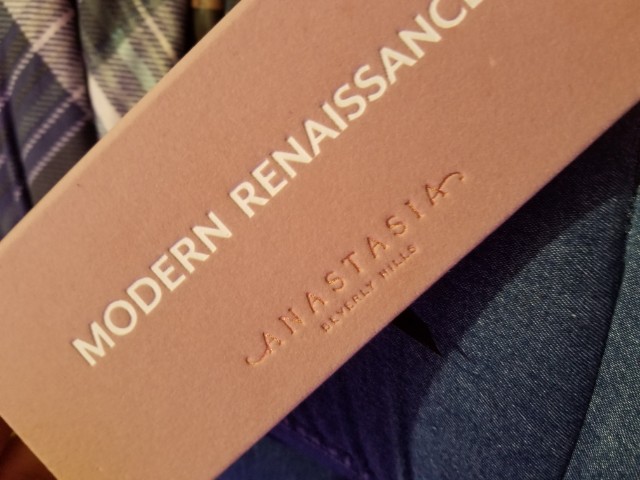 MODERN RENAISSANCE
ANASTASIA
BEVERLY HILLS